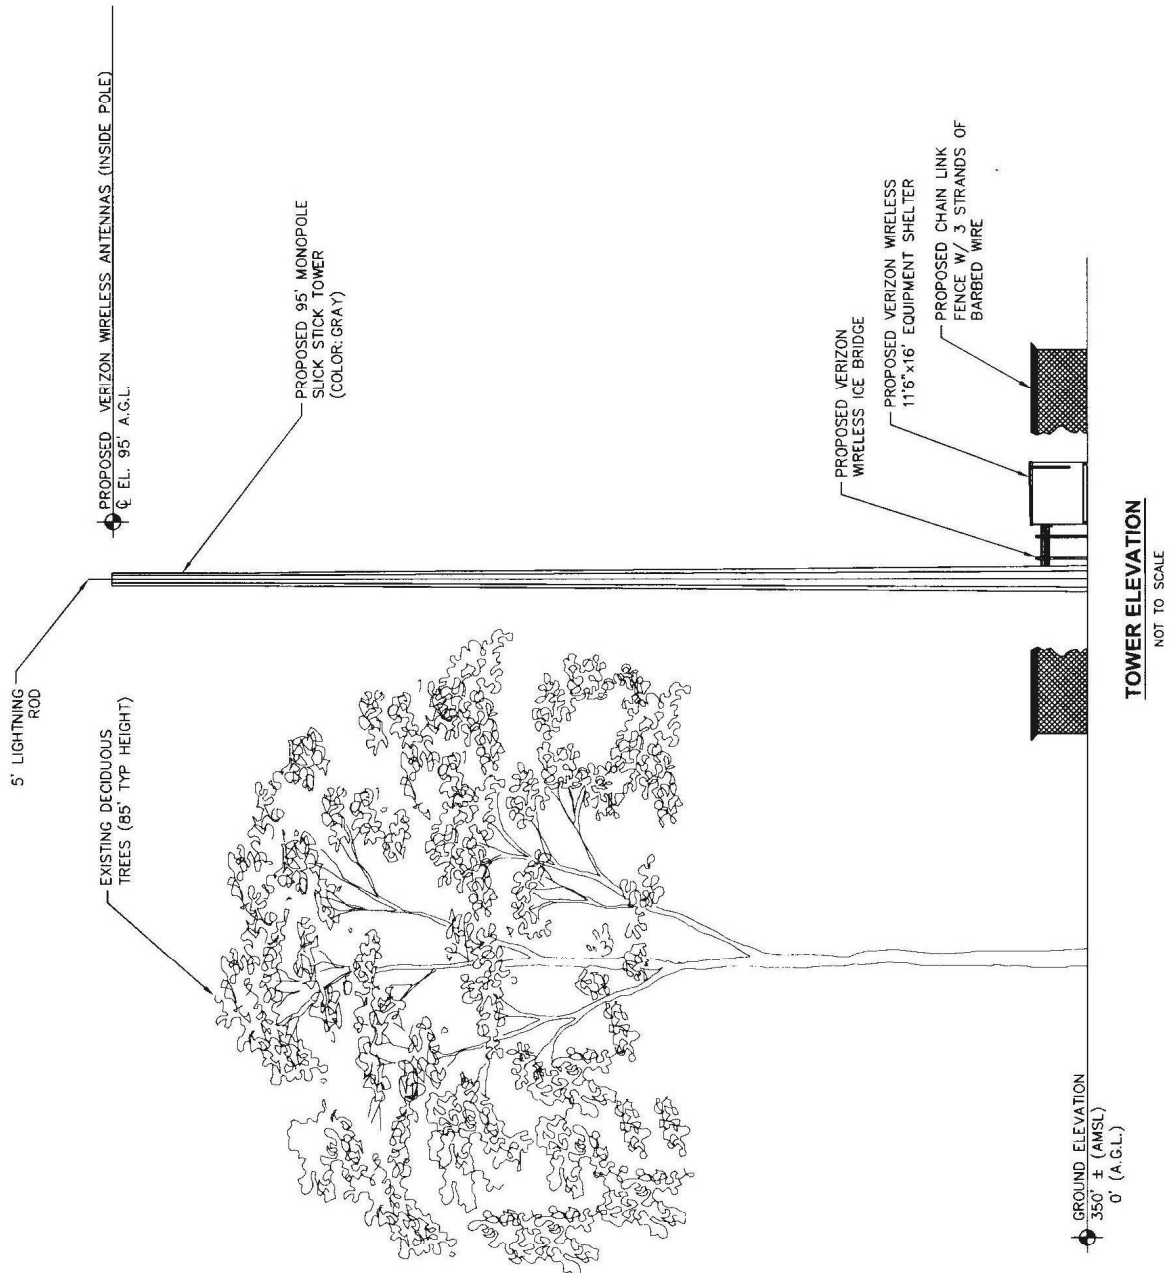 5' LIGHTNING
ROD
EXISTING DECIDUOUS
TREES (85' TYP HEIGHT)
PROPOSED VERIZON WIRELESS ANTENNAS (INSIDE POLE)
℄ EL. 95' A.G.L.
PROPOSED 95' MONOPOLE
SLICK STICK TOWER
(COLOR: GRAY)
PROPOSED VERIZON
WIRELESS ICE BRIDGE
PROPOSED VERIZON WIRELESS
11'6"x16' EQUIPMENT SHELTER
PROPOSED CHAIN LINK
FENCE W/ 3 STRANDS OF
BARBED WIRE
GROUND ELEVATION
350' ± (AMSL)
0' (A.G.L.)
TOWER ELEVATION
NOT TO SCALE